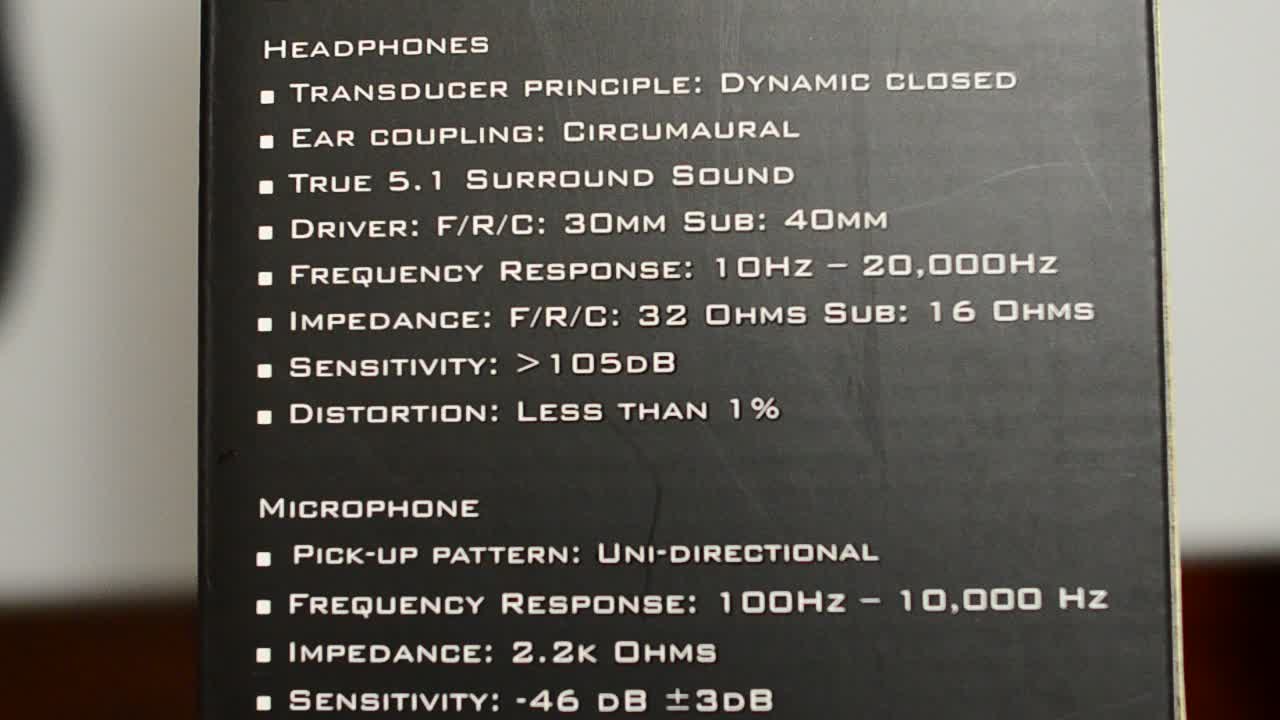 HEADPHONES
▪ TRANSDUCER PRINCIPLE: DYNAMIC CLOSED
▪ EAR COUPLING: CIRCUMAURAL
▪ TRUE 5.1 SURROUND SOUND
▪ DRIVER: F/R/C: 30MM SUB: 40MM
▪ FREQUENCY RESPONSE: 10HZ – 20,000HZ
▪ IMPEDANCE: F/R/C: 32 OHMS SUB: 16 OHMS
▪ SENSITIVITY: >105DB
▪ DISTORTION: LESS THAN 1%
MICROPHONE
▪ PICK-UP PATTERN: UNI-DIRECTIONAL
▪ FREQUENCY RESPONSE: 100HZ – 10,000 HZ
▪ IMPEDANCE: 2.2K OHMS
▪ SENSITIVITY: -46 DB ±3DB